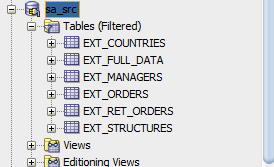 sa_src
Tables (Filtered)
EXT_COUNTRIES
EXT_FULL_DATA
EXT_MANAGERS
EXT_ORDERS
EXT_RET_ORDERS
EXT_STRUCTURES
Views
Editioning Views